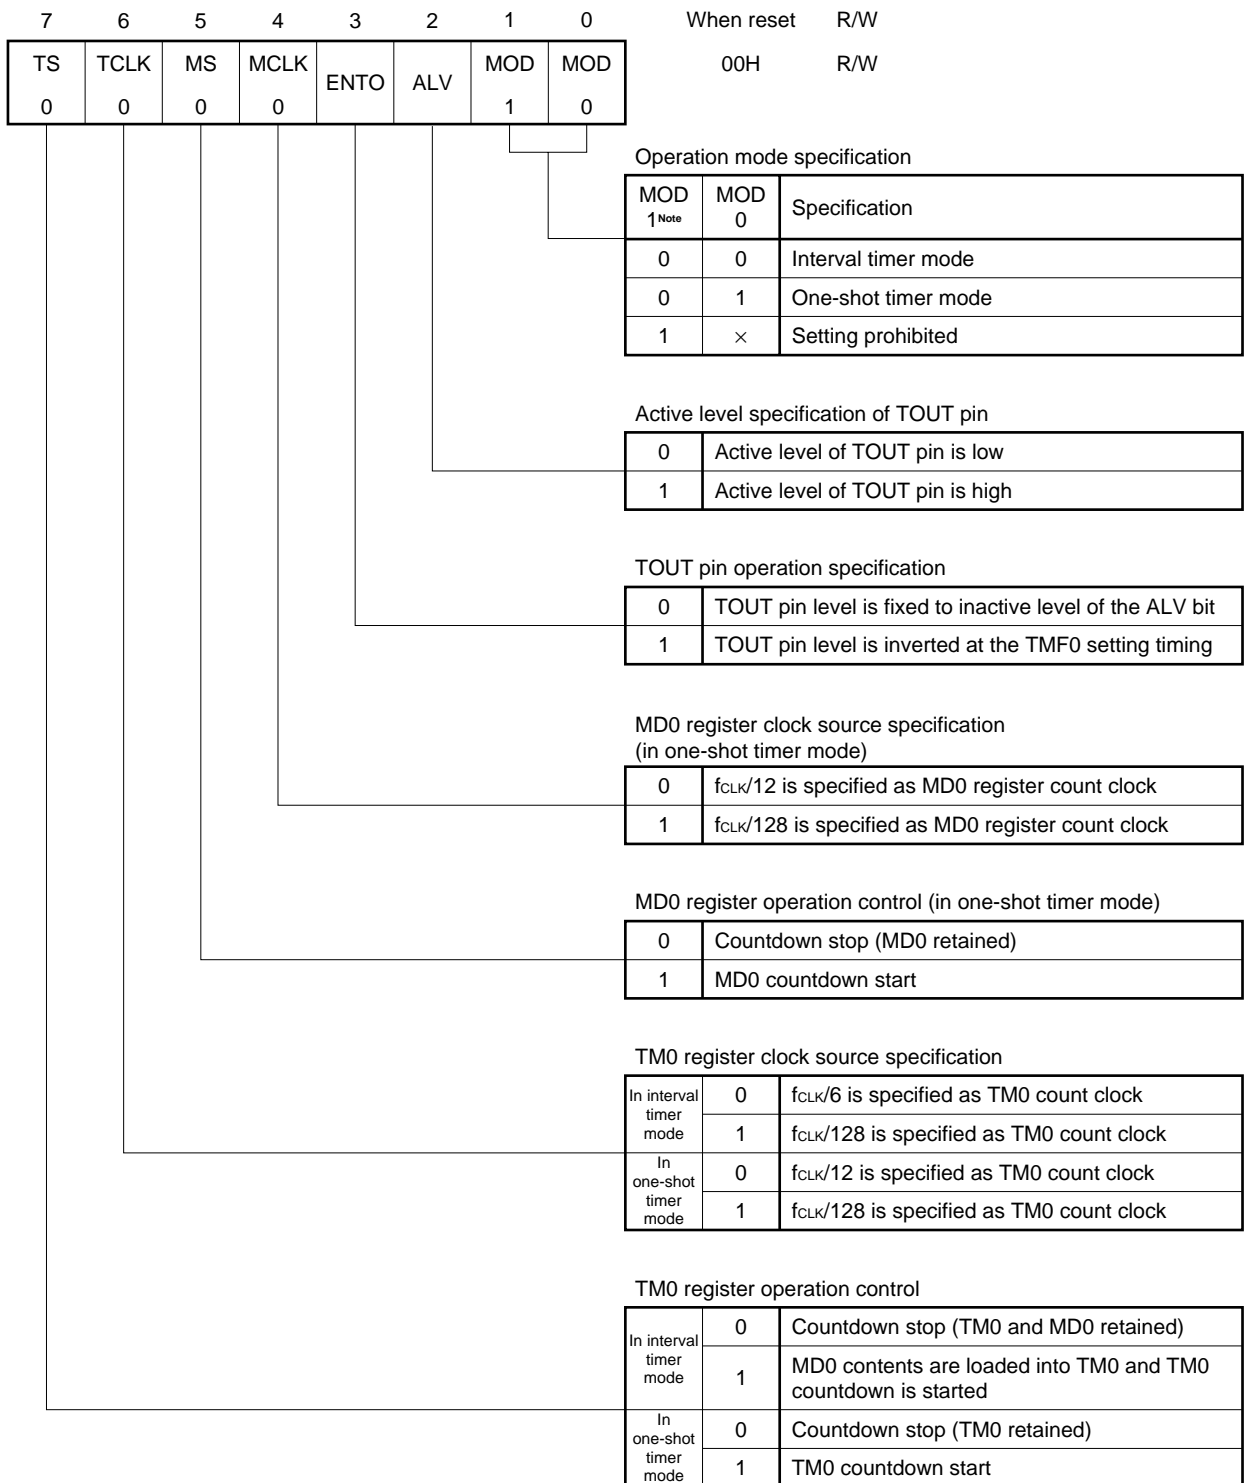 7 6 5 4 3 2 1 0 When reset R/W
TS TCLK MS MCLK ENTO ALV MOD MOD 00H R/W
0 0 0 0 1 0
Operation mode specification
MOD MOD Specification
1 Note 0
0 0 Interval timer mode
0 1 One-shot timer mode
1 × Setting prohibited
Active level specification of TOUT pin
0 Active level of TOUT pin is low
1 Active level of TOUT pin is high
TOUT pin operation specification
0 TOUT pin level is fixed to inactive level of the ALV bit
1 TOUT pin level is inverted at the TMF0 setting timing
MD0 register clock source specification
(in one-shot timer mode)
0 fCLK/12 is specified as MD0 register count clock
1 fCLK/128 is specified as MD0 register count clock
MD0 register operation control (in one-shot timer mode)
0 Countdown stop (MD0 retained)
1 MD0 countdown start
TM0 register clock source specification
In interval
timer
mode
0 fCLK/6 is specified as TM0 count clock
1 fCLK/128 is specified as TM0 count clock
In
one-shot
timer
mode
0 fCLK/12 is specified as TM0 count clock
1 fCLK/128 is specified as TM0 count clock
TM0 register operation control
In interval
timer
mode
0 Countdown stop (TM0 and MD0 retained)
1 MD0 contents are loaded into TM0 and TM0
countdown is started
In
one-shot
timer
mode
0 Countdown stop (TM0 retained)
1 TM0 countdown start